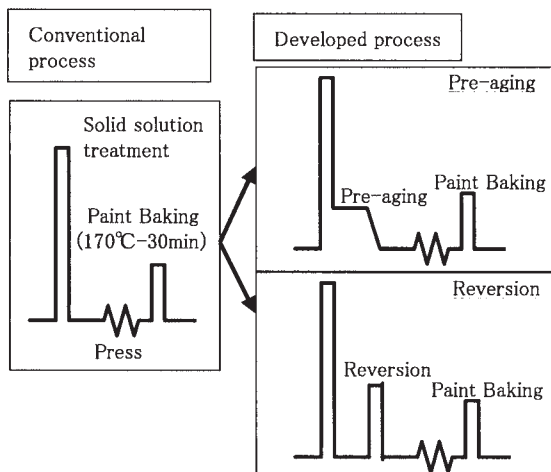 Conventional
process
Developed process
Solid solution
treatment
Paint Baking
(170℃-30min)
Press
Pre-aging
Pre-aging
Paint Baking
Reversion
Reversion
Paint Baking